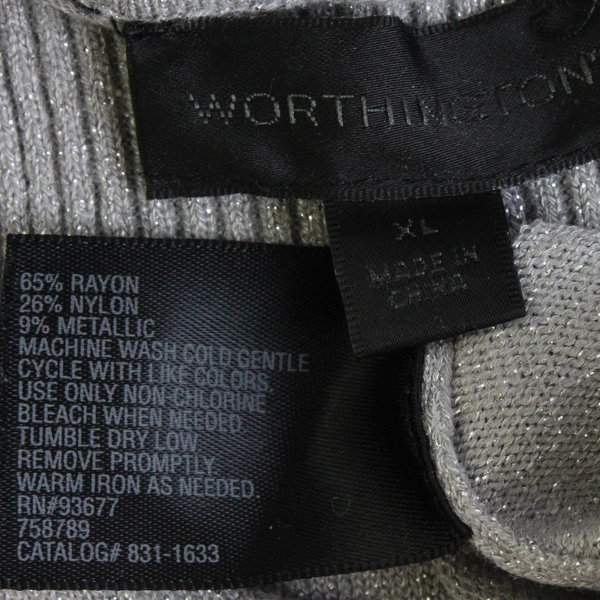 WORTHINGTON
XL
MADE IN
CHINA
65% RAYON
26% NYLON
9% METALLIC
MACHINE WASH COLD GENTLE
CYCLE WITH LIKE COLORS.
USE ONLY NON-CHLORINE
BLEACH WHEN NEEDED.
TUMBLE DRY LOW
REMOVE PROMPTLY.
WARM IRON AS NEEDED.
RN#93677
758789
CATALOG# 831-1633